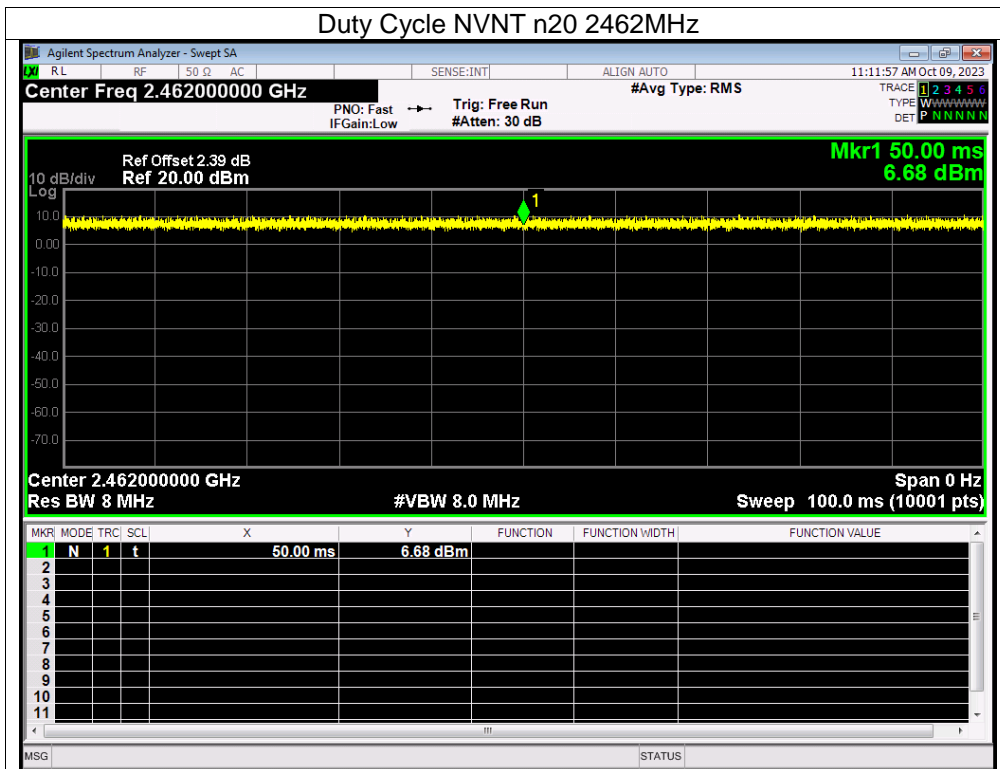 Duty Cycle NVNT n20 2462MHz
Agilent Spectrum Analyzer - Swept SA
LXI RL RF 50 Ω AC SENSE:INT ALIGN AUTO 11:11:57 AM Oct 09, 2023
Center Freq 2.462000000 GHz #Avg Type: RMS TRACE 1 2 3 4 5 6
PNO: Fast Trig: Free Run TYPE W
IFGain:Low #Atten: 30 dB DET P N N N N N
Mkr1 50.00 ms
Ref Offset 2.39 dB
10 dB/div Ref 20.00 dBm 6.68 dBm
Log
1
10.0
0.00
-10.0
-20.0
-30.0
-40.0
-50.0
-60.0
-70.0
Center 2.462000000 GHz Span 0 Hz
Res BW 8 MHz #VBW 8.0 MHz Sweep 100.0 ms (10001 pts)
MKR MODE TRC SCL X Y FUNCTION FUNCTION WIDTH FUNCTION VALUE
1 N 1 t 50.00 ms 6.68 dBm
2
3
4
5
6
7
8
9
10
11
MSG STATUS